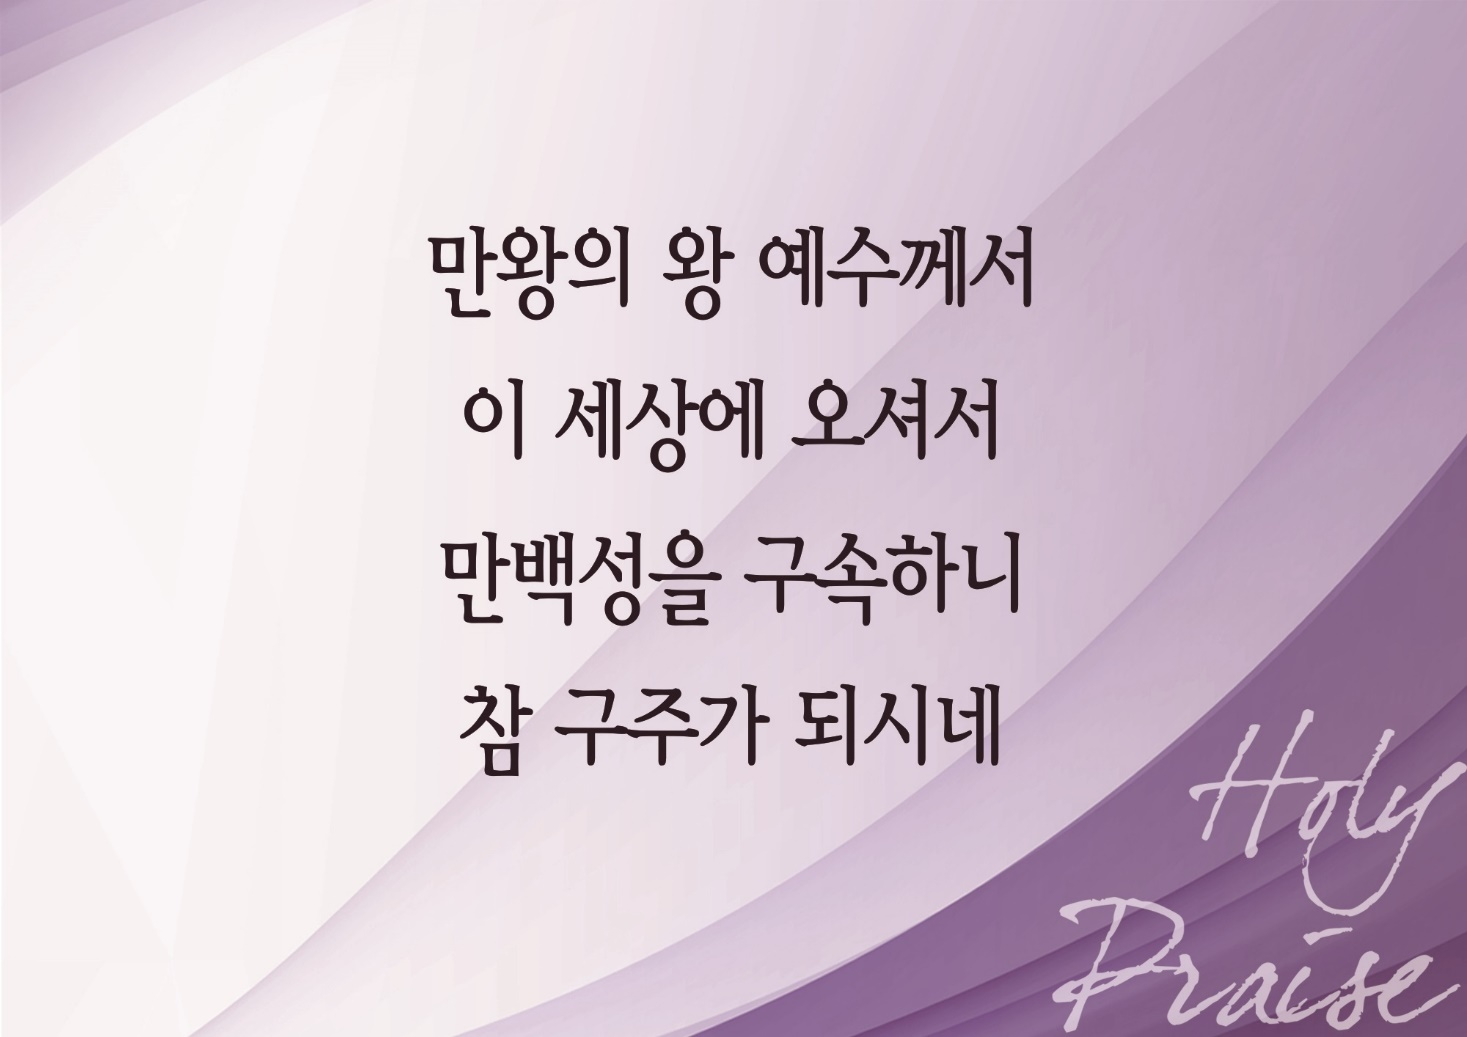 만왕의 왕 예수께서
이 세상에 오셔서
만백성을 구속하니
참 구주가 되시네
Holy
Praise